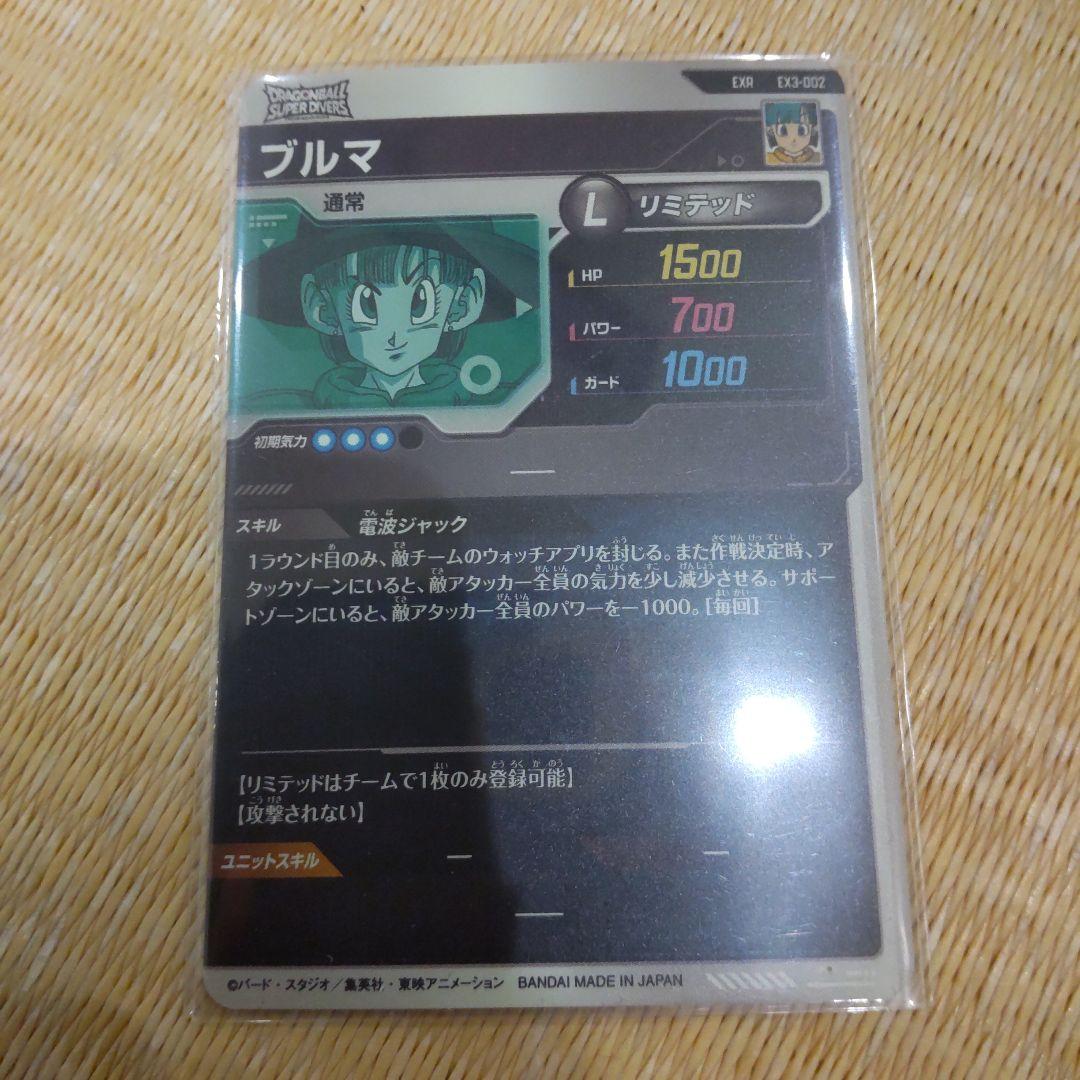 DRAGONBALL
SUPER DIVERS
EXR EX3-002
ブルマ
通常
L リミテッド
HP 1500
パワー 700
ガード 1000
初期気力
スキル 電波ジャック
でんぱ
1ラウンド目のみ、敵チームのウォッチアプリを封じる。また作戦決定時、ア
タックゾーンにいると、敵アタッカー全員の気力を少し減少させる。サポー
トゾーンにいると、敵アタッカー全員のパワーを−1000。[毎回]
【リミテッドはチームで1枚のみ登録可能】
【攻撃されない】
ユニットスキル
©バード・スタジオ／集英社・東映アニメーション BANDAI MADE IN JAPAN